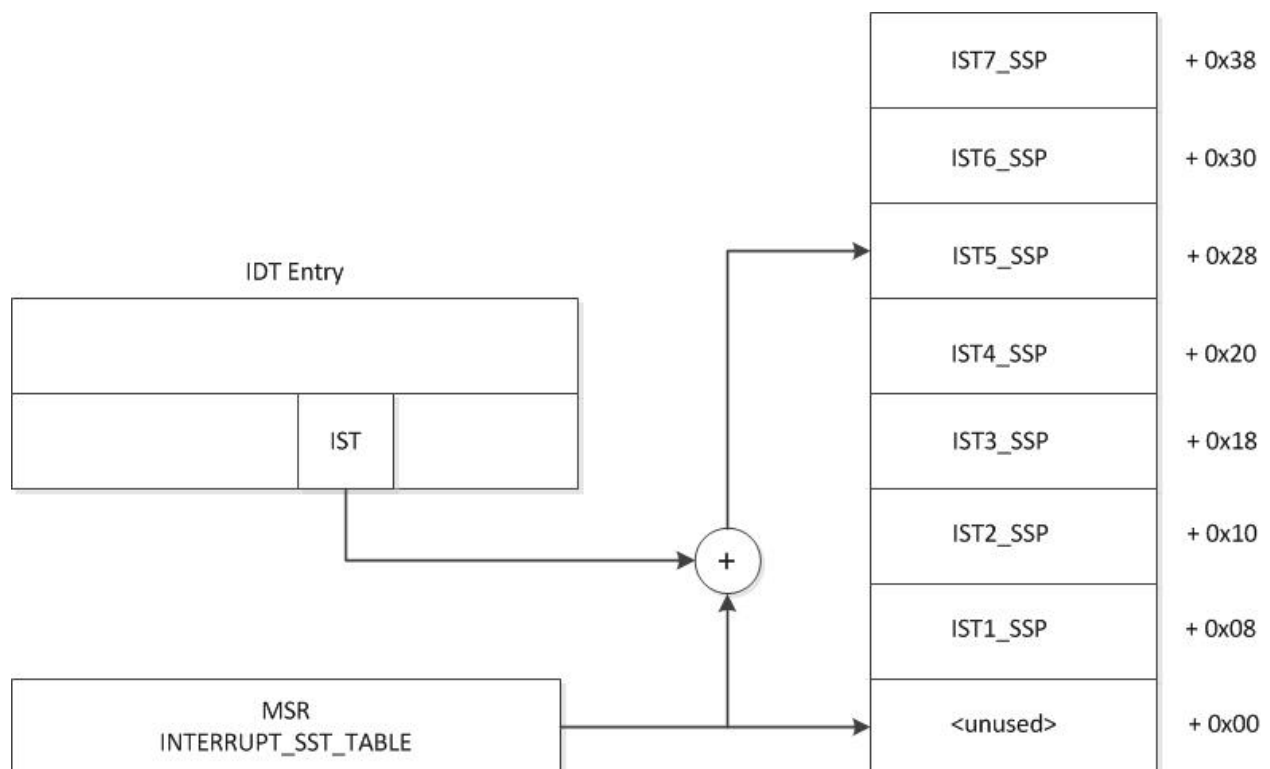 IST7_SSP + 0x38
IST6_SSP + 0x30
IST5_SSP + 0x28
IDT Entry
IST4_SSP + 0x20
IST IST3_SSP + 0x18
IST2_SSP + 0x10
+
IST1_SSP + 0x08
MSR
INTERRUPT_SST_TABLE
<unused> + 0x00